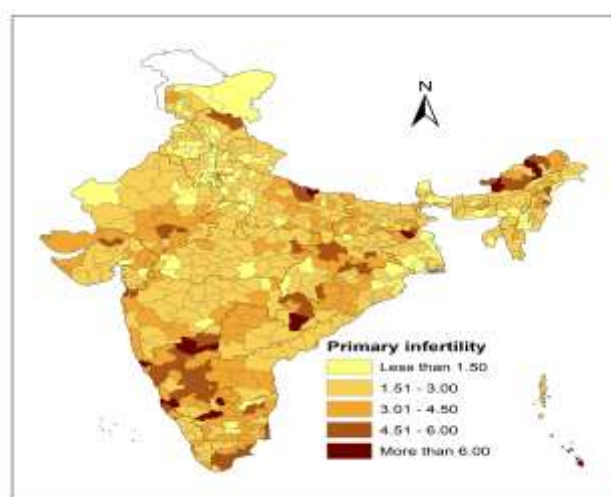 N
Primary infertility
Less than 1.50
1.51 - 3.00
3.01 - 4.50
4.51 - 6.00
More than 6.00